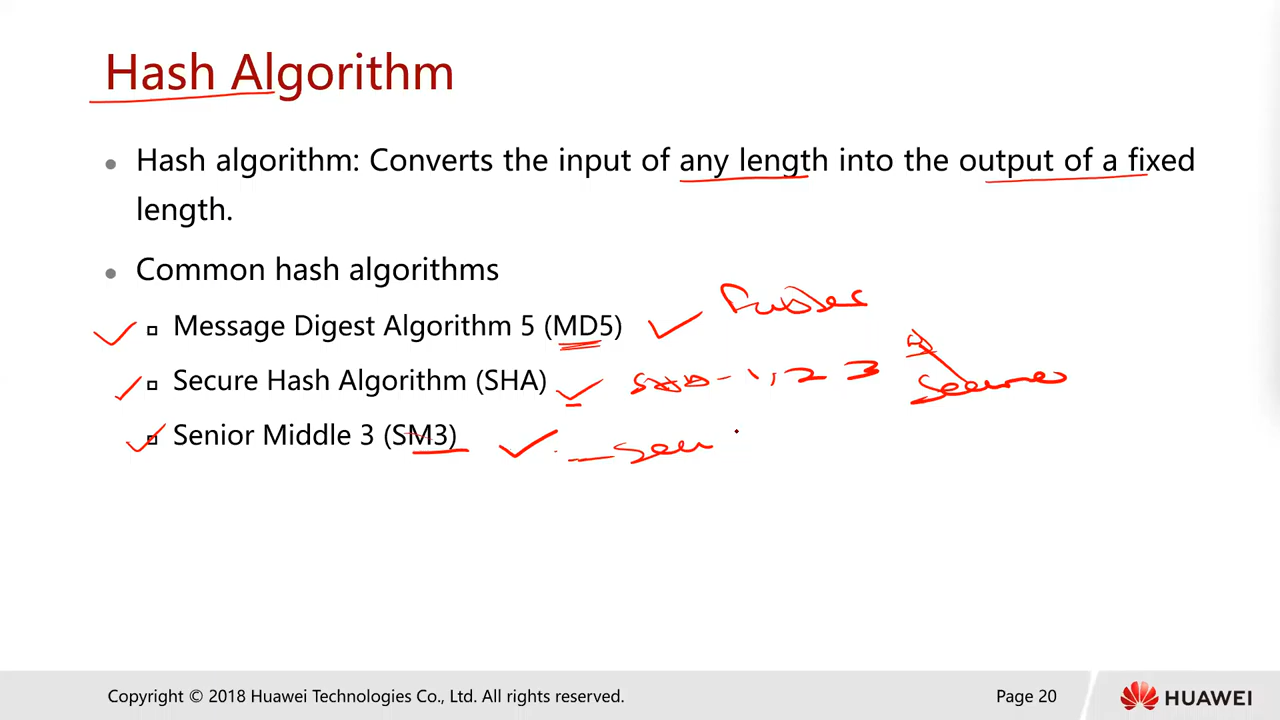 Hash Algorithm
Hash algorithm: Converts the input of any length into the output of a fixed
length.
Common hash algorithms
Message Digest Algorithm 5 (MD5)
Secure Hash Algorithm (SHA) SHA-1,2 3
Senior Middle 3 (SM3)
Copyright © 2018 Huawei Technologies Co., Ltd. All rights reserved. Page 20 HUAWEI